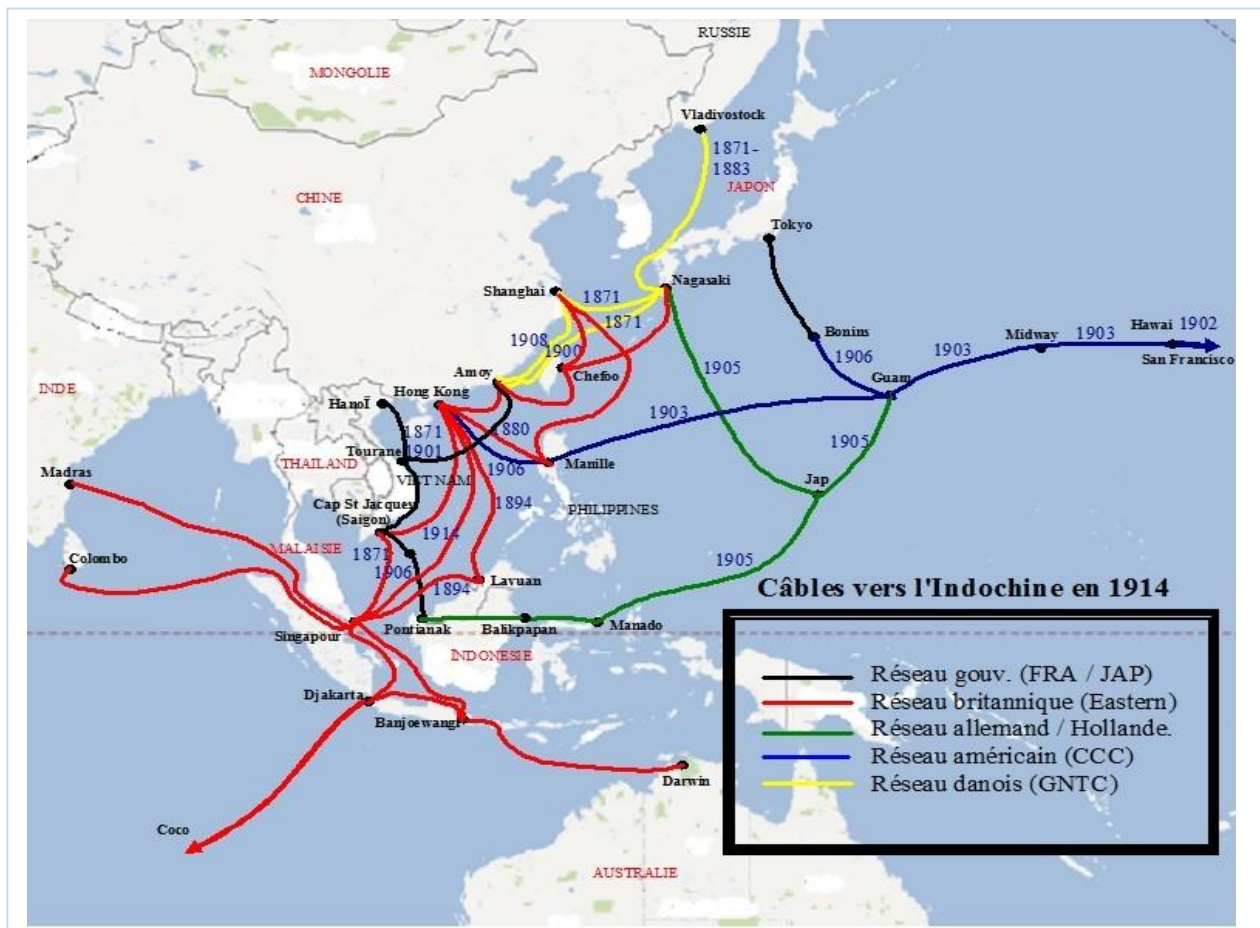 RUSSIE
MONGOLIE
Vladivostock
1871-
1883
JAPON
CHINE
Tokyo
Shanghai
1871
Nagasaki
1871
1908
1900
Bonins
1906
Midway
1903
Hawai
1902
San Francisco
1903
Amoy
Chefoo
1905
Guam
INDE
Hanoï
Hong Kong
1871
1880
1903
1901
Tourane
THAILAND
VIET NAM
1906
Manille
1905
Jap
Madras
Cap St Jacques
(Saigon)
1894
PHILIPPINES
1914
MALAISIE
1871
1906
Colombo
1894
Lavuan
1905
Câbles vers l'Indochine en 1914
Singapour
Pontianak
Balikpapan
Manado
INDONESIE
Djakarta
Banjoewangi
Darwin
Coco
AUSTRALIE
Réseau gouv. (FRA / JAP)
Réseau britannique (Eastern)
Réseau allemand / Hollande.
Réseau américain (CCC)
Réseau danois (GNTC)